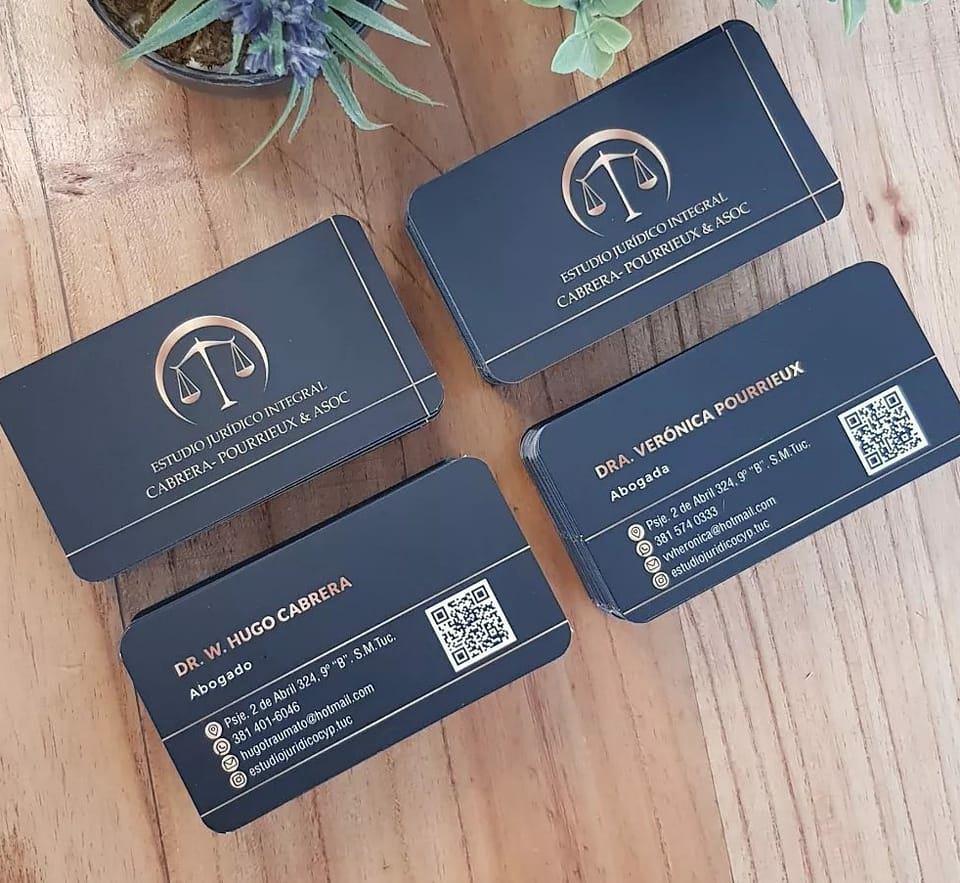 ESTUDIO JURÍDICO INTEGRAL
CABRERA- POURRIEUX & ASOC
ESTUDIO JURÍDICO INTEGRAL
CABRERA- POURRIEUX & ASOC
DR. W. HUGO CABRERA
Abogado
Psje. 2 de Abril 324, 9º "B". S.M.Tuc.
381 401-6046
hugotraumato@hotmail.com
estudiojuridicocyp.tuc
DRA. VERÓNICA POURRIEUX
Abogada
Psje. 2 de Abril 324, 9º "B". S.M.Tuc.
381 574 0333
vvheronica@hotmail.com
estudiojuridicocyp.tuc